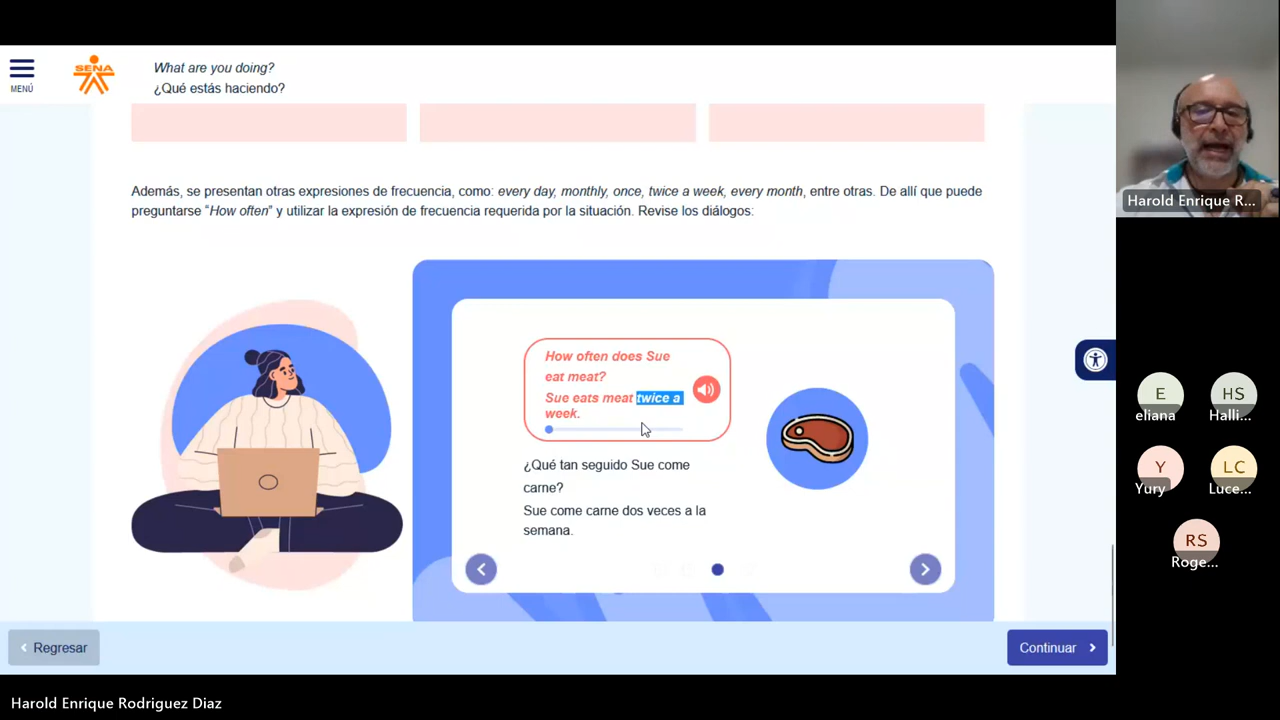 MENÚ
SENA
What are you doing?
¿Qué estás haciendo?
Además, se presentan otras expresiones de frecuencia, como: every day, monthly, once, twice a week, every month, entre otras. De allí que puede
preguntarse “How often” y utilizar la expresión de frecuencia requerida por la situación. Revise los diálogos:
How often does Sue
eat meat?
Sue eats meat twice a
week.
¿Qué tan seguido Sue come
carne?
Sue come carne dos veces a la
semana.
Regresar
Continuar
Harold Enrique R...
E
eliana
HS
Halli...
Y
Yury
LC
Luce...
RS
Roge...
Harold Enrique Rodriguez Diaz